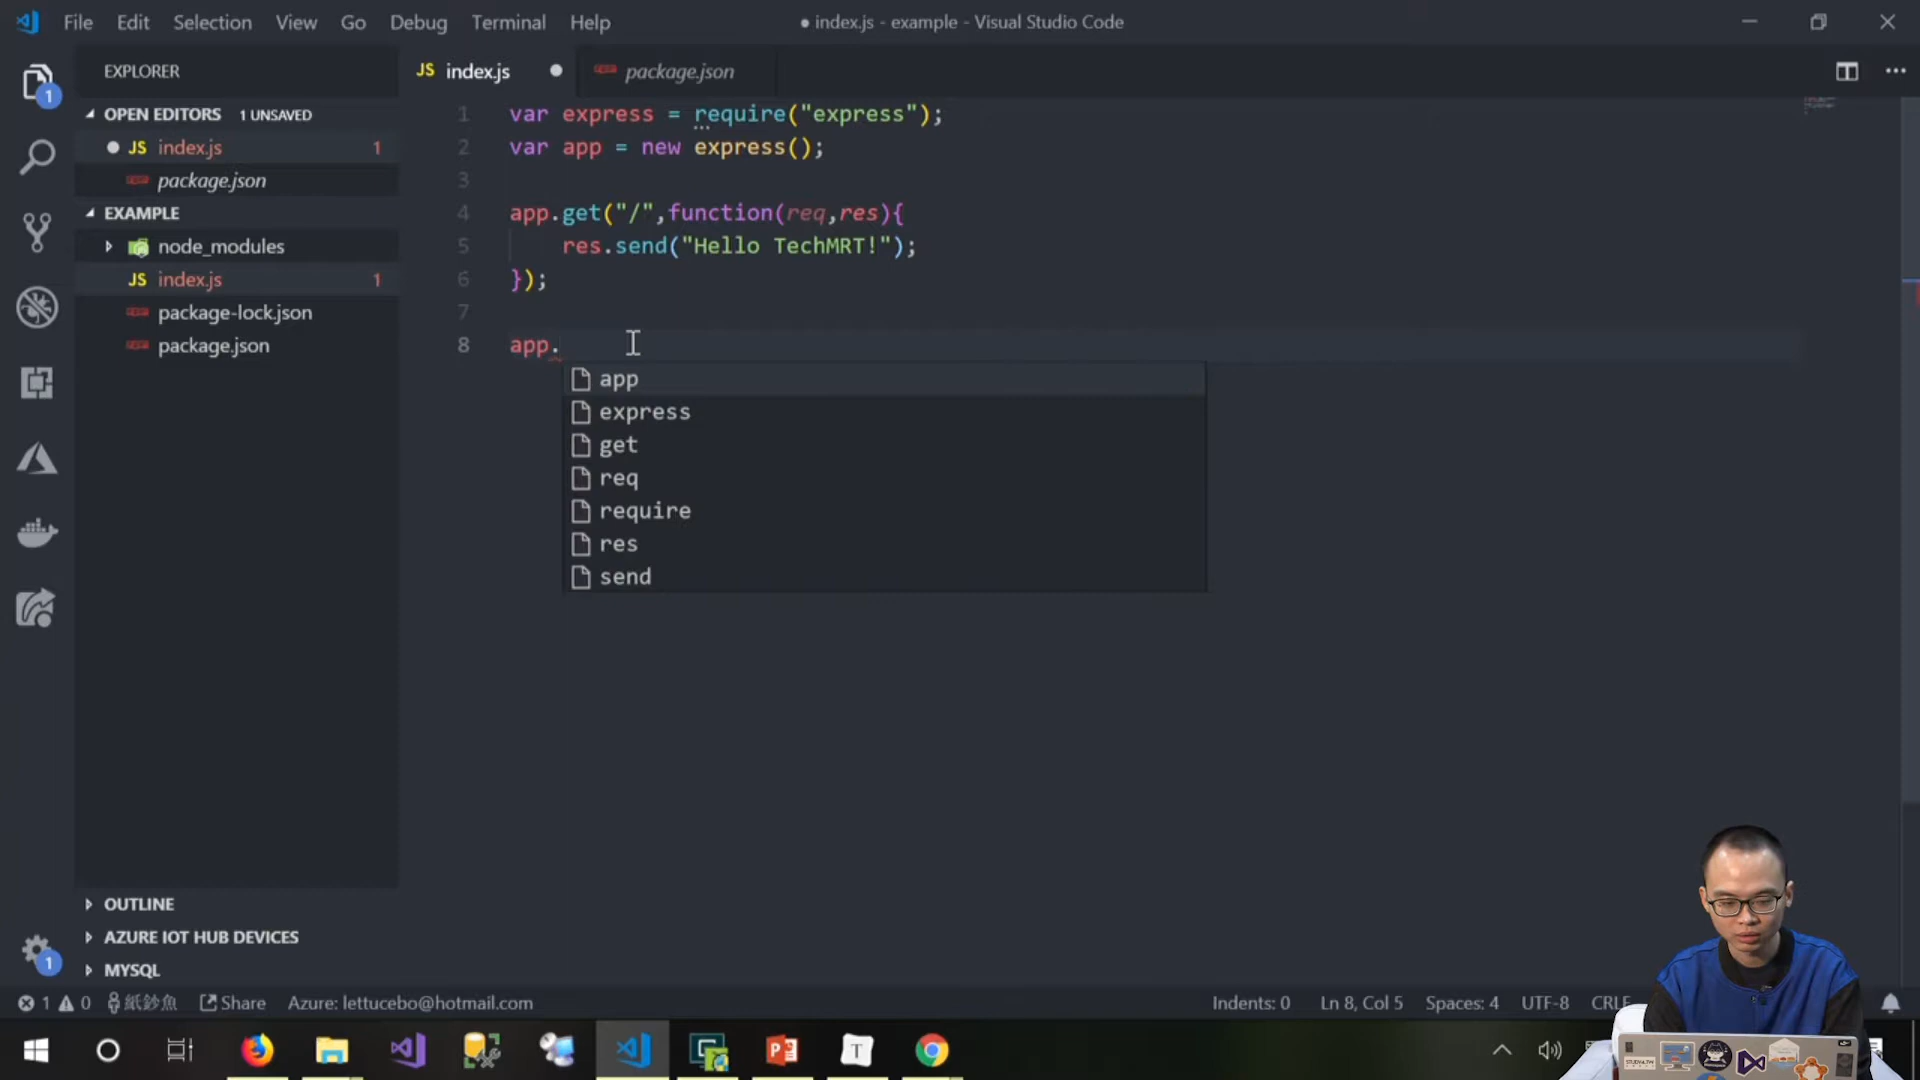 File Edit Selection View Go Debug Terminal Help
● index.js - example - Visual Studio Code
EXPLORER
JS index.js ●
package.json
OPEN EDITORS 1 UNSAVED
● JS index.js 1
package.json
EXAMPLE
node_modules
JS index.js 1
package-lock.json
package.json
1 var express = require("express");
2 var app = new express();
3
4 app.get("/",function(req,res){
5 res.send("Hello TechMRT!");
6 });
7
8 app.
app
express
get
req
require
res
send
OUTLINE
AZURE IOT HUB DEVICES
MYSQL
1 0 紙鈔魚 Share Azure: lettucebo@hotmail.com
Indents: 0 Ln 8, Col 5 Spaces: 4 UTF-8 CRLF